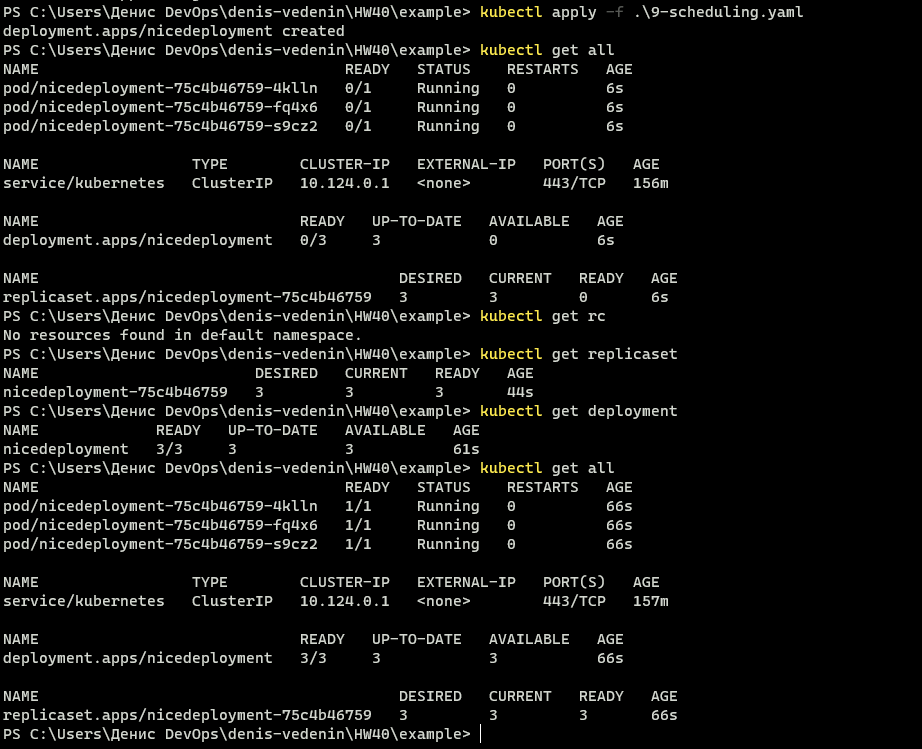 PS C:\Users\Денис DevOps\denis-vedenin\HW40\example> kubectl apply -f .\9-scheduling.yaml
deployment.apps/nicedeployment created
PS C:\Users\Денис DevOps\denis-vedenin\HW40\example> kubectl get all
NAME                                  READY   STATUS    RESTARTS   AGE
pod/nicedeployment-75c4b46759-4klln   0/1     Running   0          6s
pod/nicedeployment-75c4b46759-fq4x6   0/1     Running   0          6s
pod/nicedeployment-75c4b46759-s9cz2   0/1     Running   0          6s

NAME                 TYPE        CLUSTER-IP   EXTERNAL-IP   PORT(S)   AGE
service/kubernetes   ClusterIP   10.124.0.1   <none>        443/TCP   156m

NAME                             READY   UP-TO-DATE   AVAILABLE   AGE
deployment.apps/nicedeployment   0/3     3            0           6s

NAME                                        DESIRED   CURRENT   READY   AGE
replicaset.apps/nicedeployment-75c4b46759   3         3         0       6s
PS C:\Users\Денис DevOps\denis-vedenin\HW40\example> kubectl get rc
No resources found in default namespace.
PS C:\Users\Денис DevOps\denis-vedenin\HW40\example> kubectl get replicaset
NAME                        DESIRED   CURRENT   READY   AGE
nicedeployment-75c4b46759   3         3         3       44s
PS C:\Users\Денис DevOps\denis-vedenin\HW40\example> kubectl get deployment
NAME             READY   UP-TO-DATE   AVAILABLE   AGE
nicedeployment   3/3     3            3           61s
PS C:\Users\Денис DevOps\denis-vedenin\HW40\example> kubectl get all
NAME                                  READY   STATUS    RESTARTS   AGE
pod/nicedeployment-75c4b46759-4klln   1/1     Running   0          66s
pod/nicedeployment-75c4b46759-fq4x6   1/1     Running   0          66s
pod/nicedeployment-75c4b46759-s9cz2   1/1     Running   0          66s

NAME                 TYPE        CLUSTER-IP   EXTERNAL-IP   PORT(S)   AGE
service/kubernetes   ClusterIP   10.124.0.1   <none>        443/TCP   157m

NAME                             READY   UP-TO-DATE   AVAILABLE   AGE
deployment.apps/nicedeployment   3/3     3            3           66s

NAME                                        DESIRED   CURRENT   READY   AGE
replicaset.apps/nicedeployment-75c4b46759   3         3         3       66s
PS C:\Users\Денис DevOps\denis-vedenin\HW40\example>